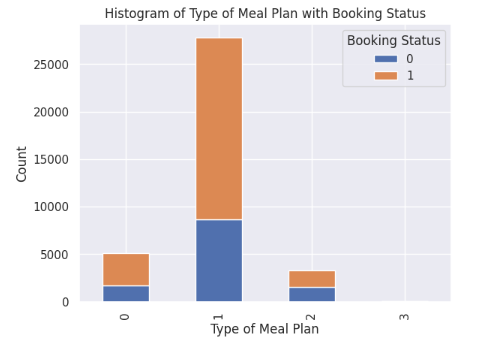 Histogram of Type of Meal Plan with Booking Status
Booking Status
0
1
25000
20000
15000
10000
5000
0
Count
0 1 2 3
Type of Meal Plan